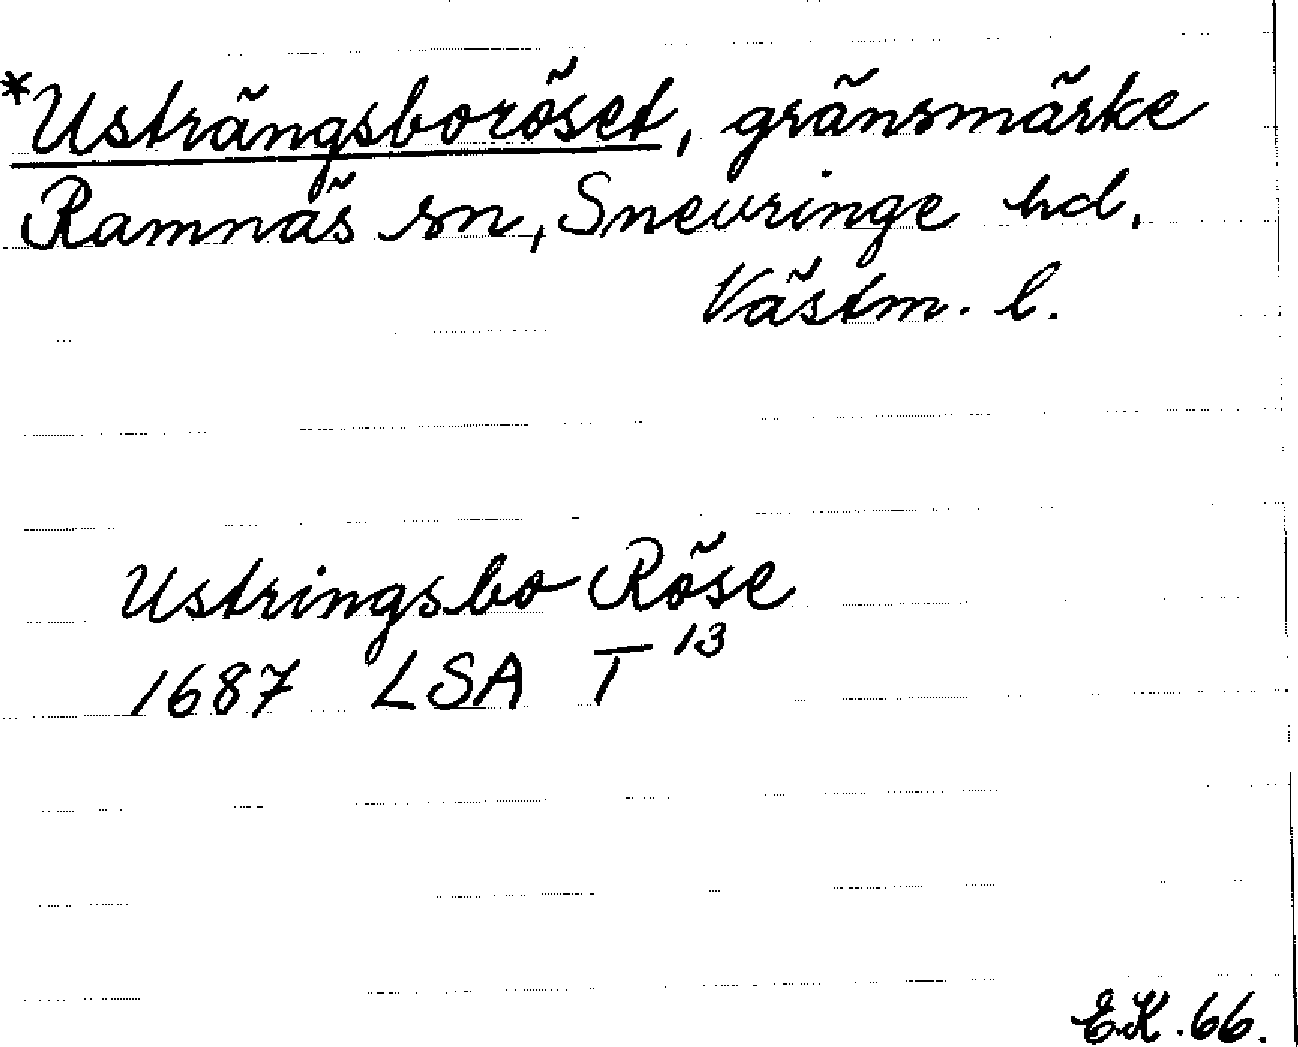 *Usträngsboröset, gränsmärke
Ramnäs sn, Snevringe hd.
Västm. l.
Ustringsbo Röse
1687 LSA T 13
E.K. 66.